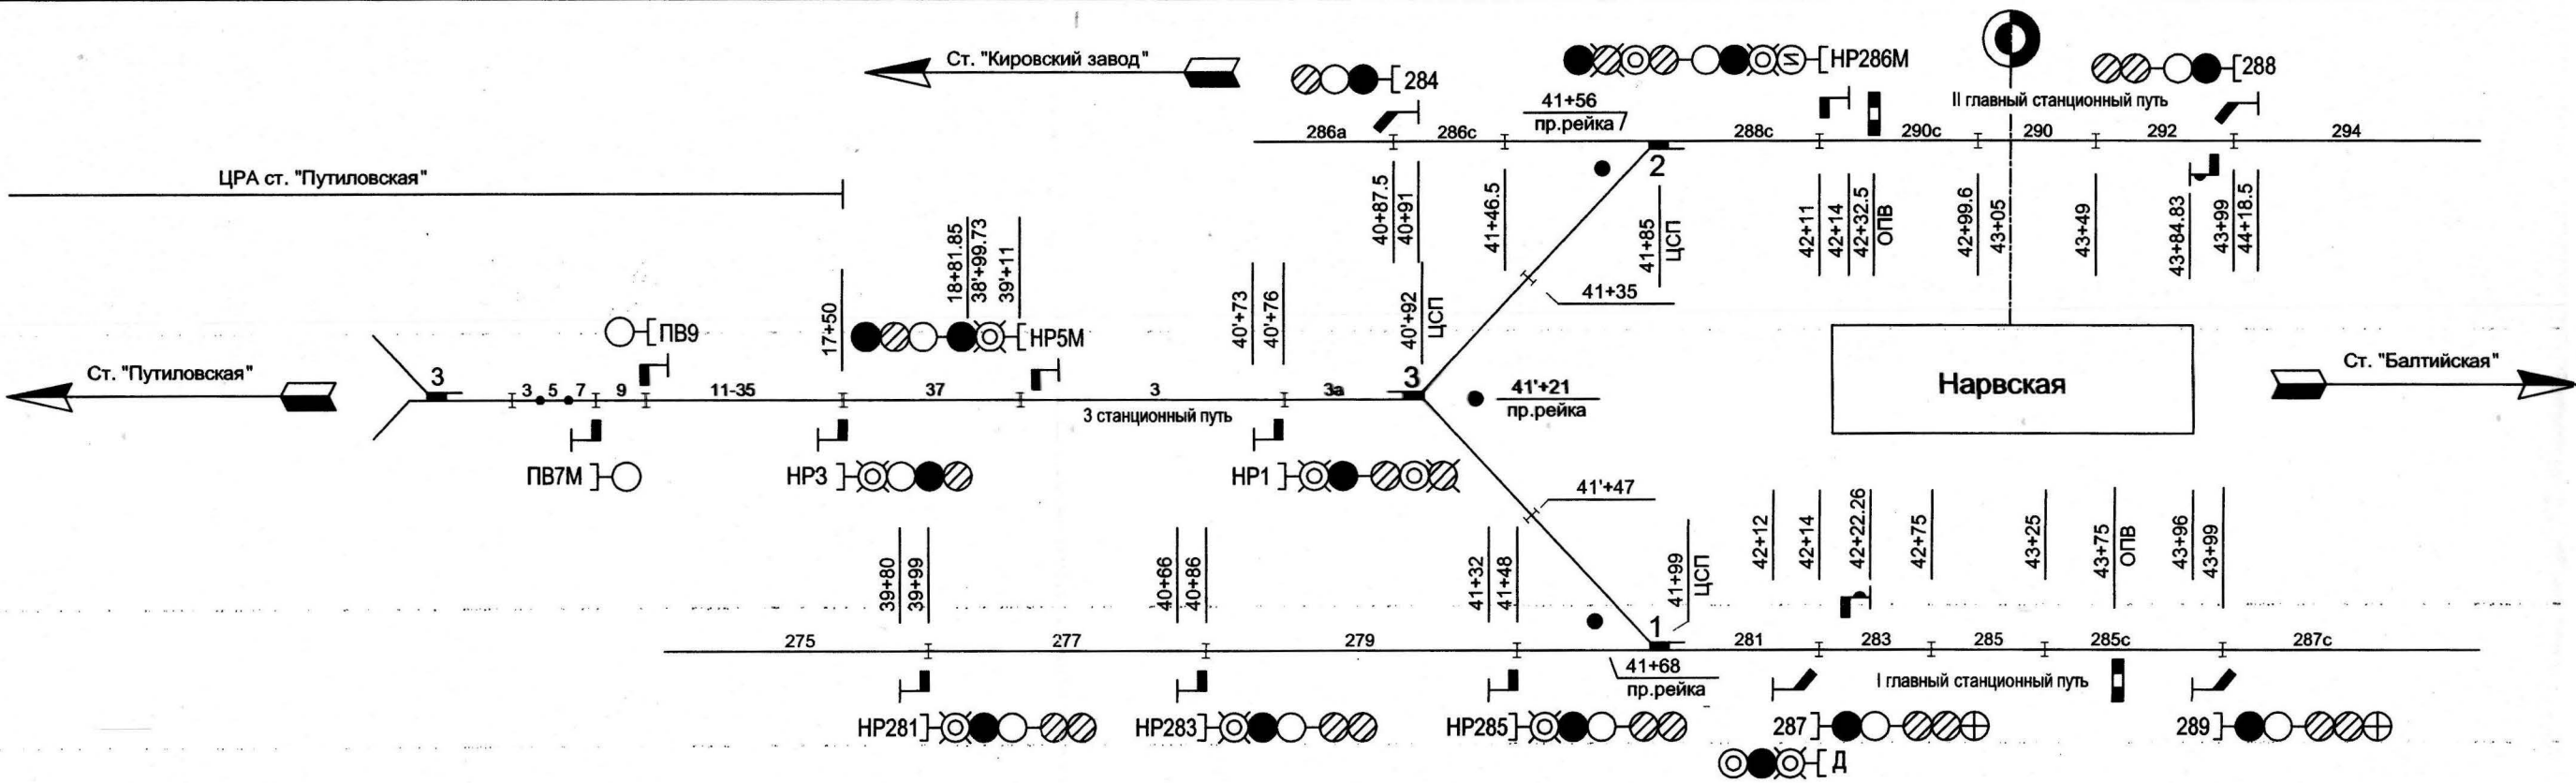 Ст. "Кировский завод"
284
НР286М
288
41+56
пр.рейка
II главный станционный путь
286а
286с
288с
290с
290
292
294
2
ЦРА ст. "Путиловская"
40+87.5
40+91
41+46.5
41+85
ЦСП
42+11
42+14
42+32.5
ОПВ
42+99.6
43+05
43+49
43+84.83
43+99
44+18.5
18+81.85
38'+99.73
39'+11
17+50
40'+73
40'+76
40'+92
ЦСП
41+35
ПВ9
НР5М
Ст. "Путиловская"
3
3
5
7
9
11-35
37
3
3а
3
3 станционный путь
41'+21
пр.рейка
Нарвская
Ст. "Балтийская"
ПВ7М
НР3
НР1
41'+47
39+80
39+99
40+66
40+86
41+32
41+48
41+99
ЦСП
42+12
42+14
42+22.26
42+75
43+25
43+75
ОПВ
43+96
43+99
275
277
279
1
281
283
285
285с
287с
41+68
пр.рейка
I главный станционный путь
НР281
НР283
НР285
287
289
Д
И